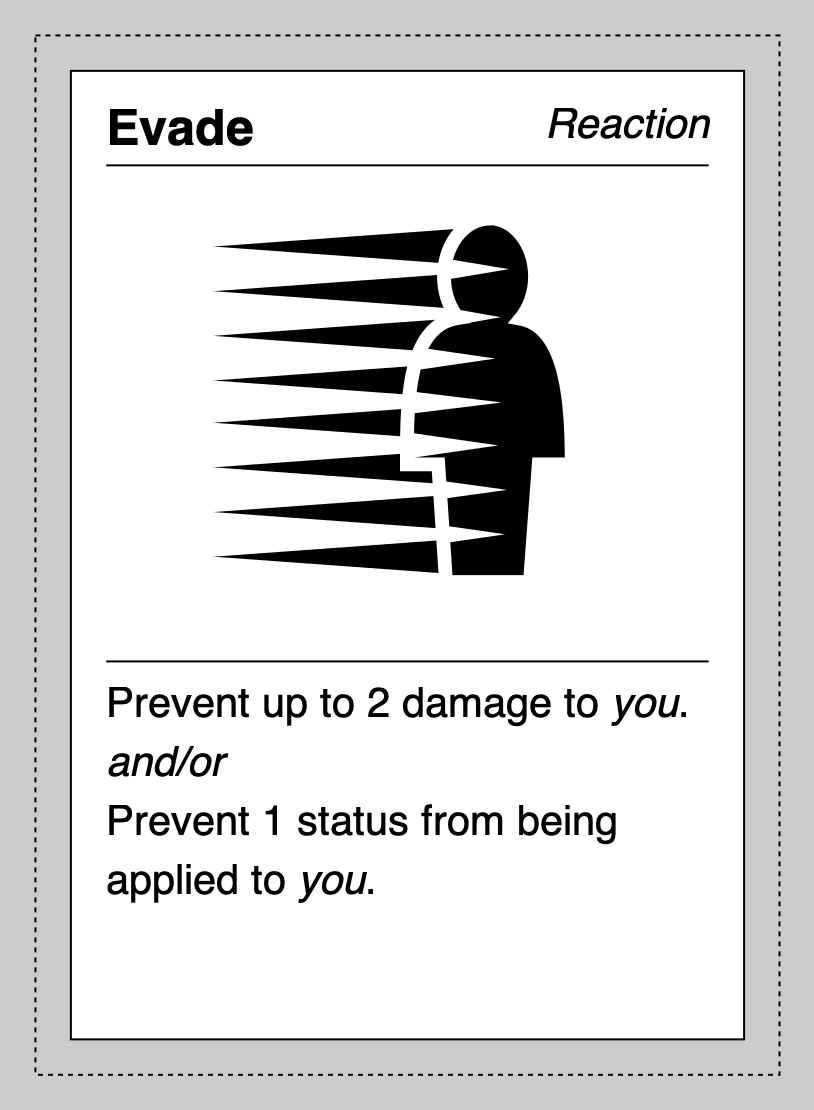 Evade
Reaction
Prevent up to 2 damage to you.
and/or
Prevent 1 status from being
applied to you.